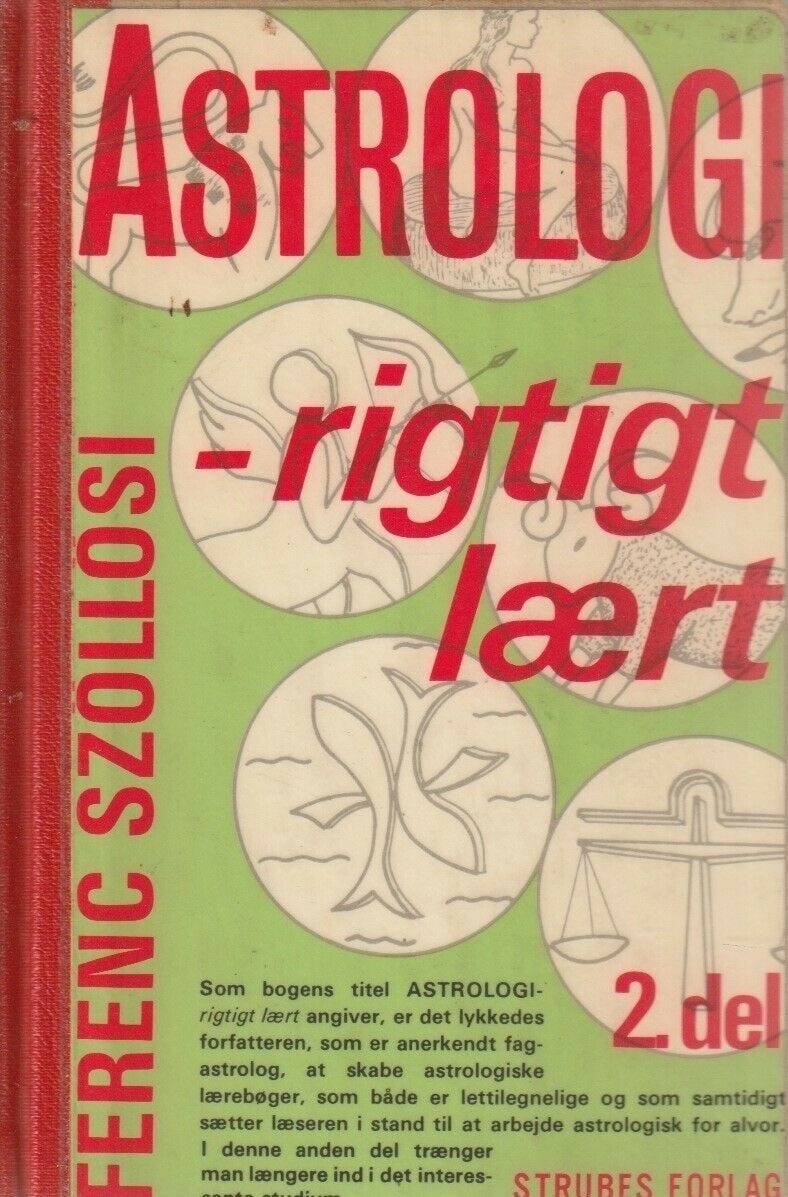 ASTROLOGI
-rigtigt
lært
FERENC SZÖLLÖSI
2. del
Som bogens titel ASTROLOGI-
rigtigt lært angiver, er det lykkedes
forfatteren, som er anerkendt fag-
astrolog, at skabe astrologiske
lærebøger, som både er lettilegnelige og som samtidigt
sætter læseren i stand til at arbejde astrologisk for alvor.
I denne anden del trænger
man længere ind i det interes-
sante studium
STRUBES FORLAG